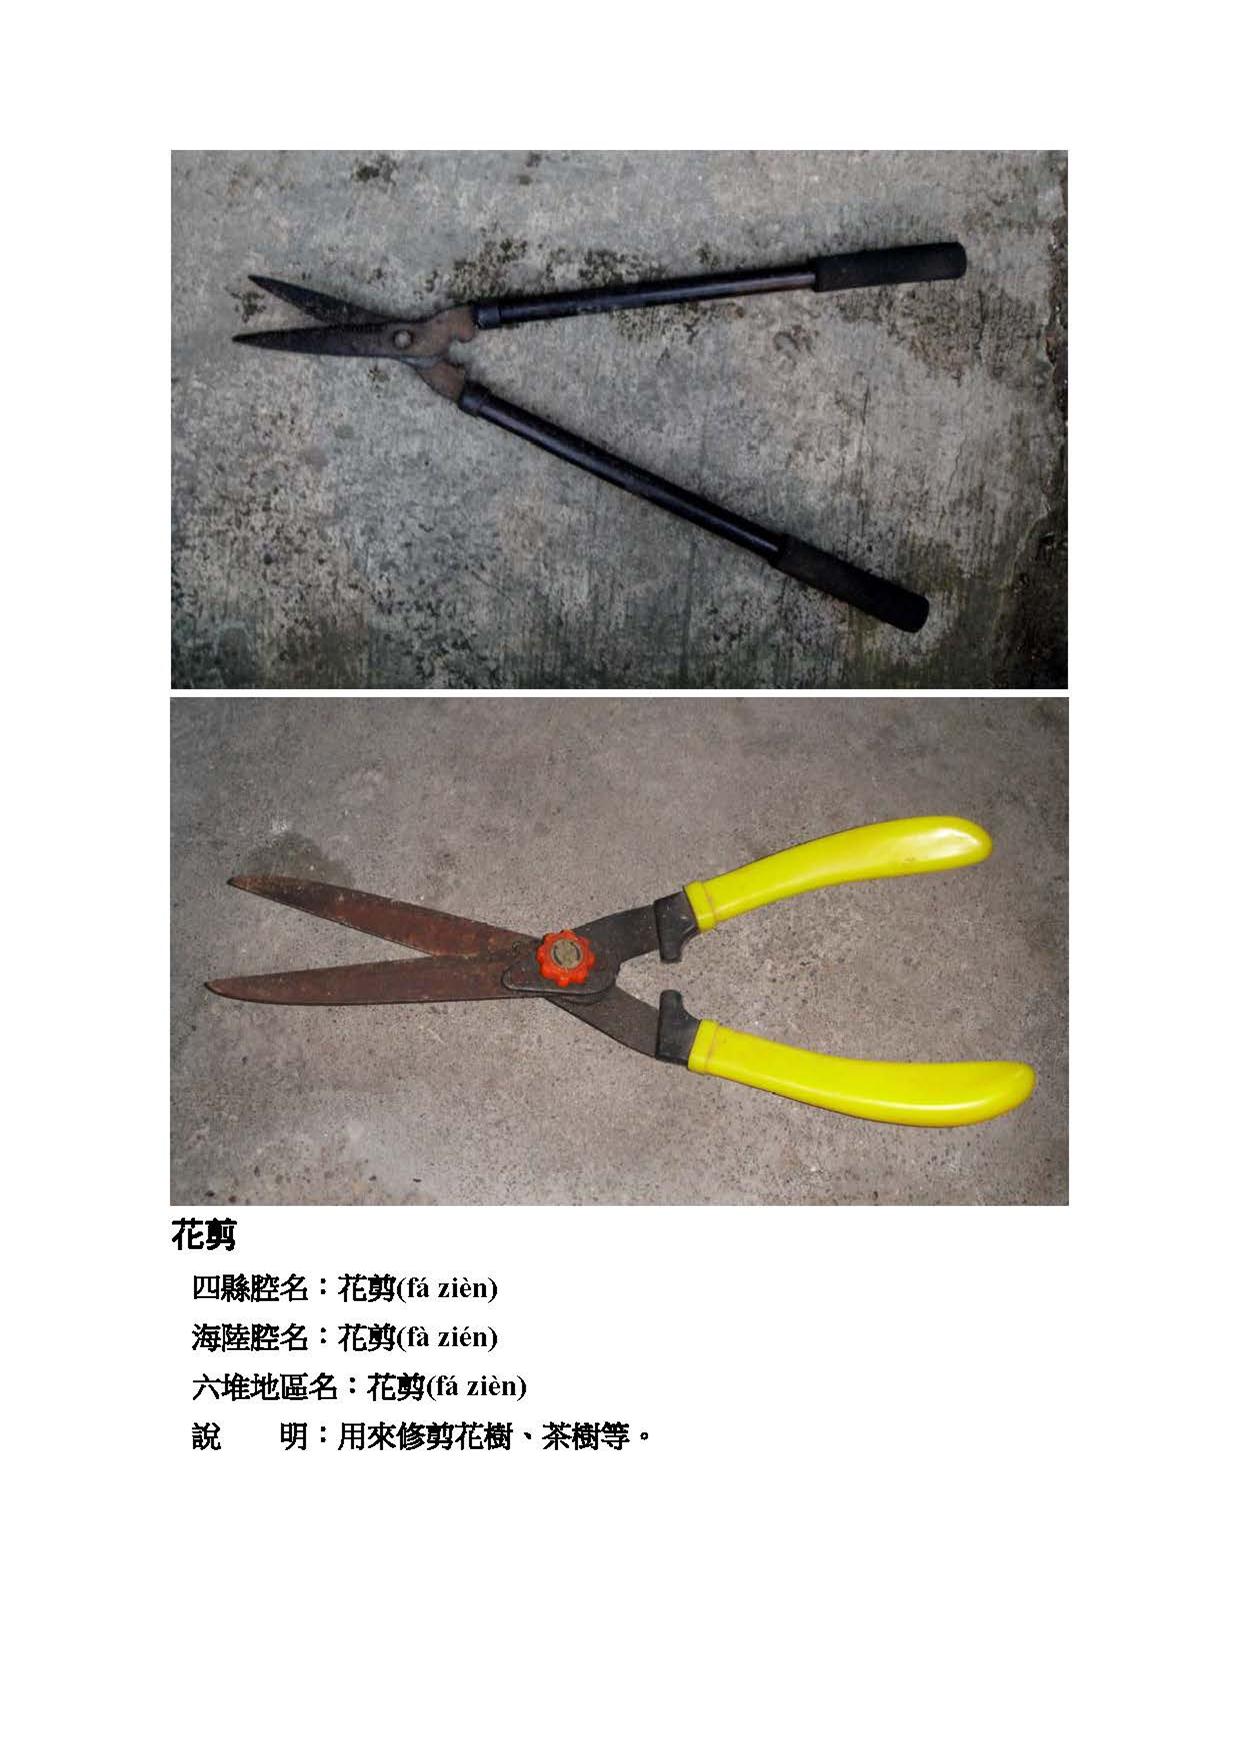 花剪
四縣腔名：花剪(fá zièn)
海陸腔名：花剪(fà zién)
六堆地區名：花剪(fá zièn)
說　　明：用來修剪花樹、茶樹等。